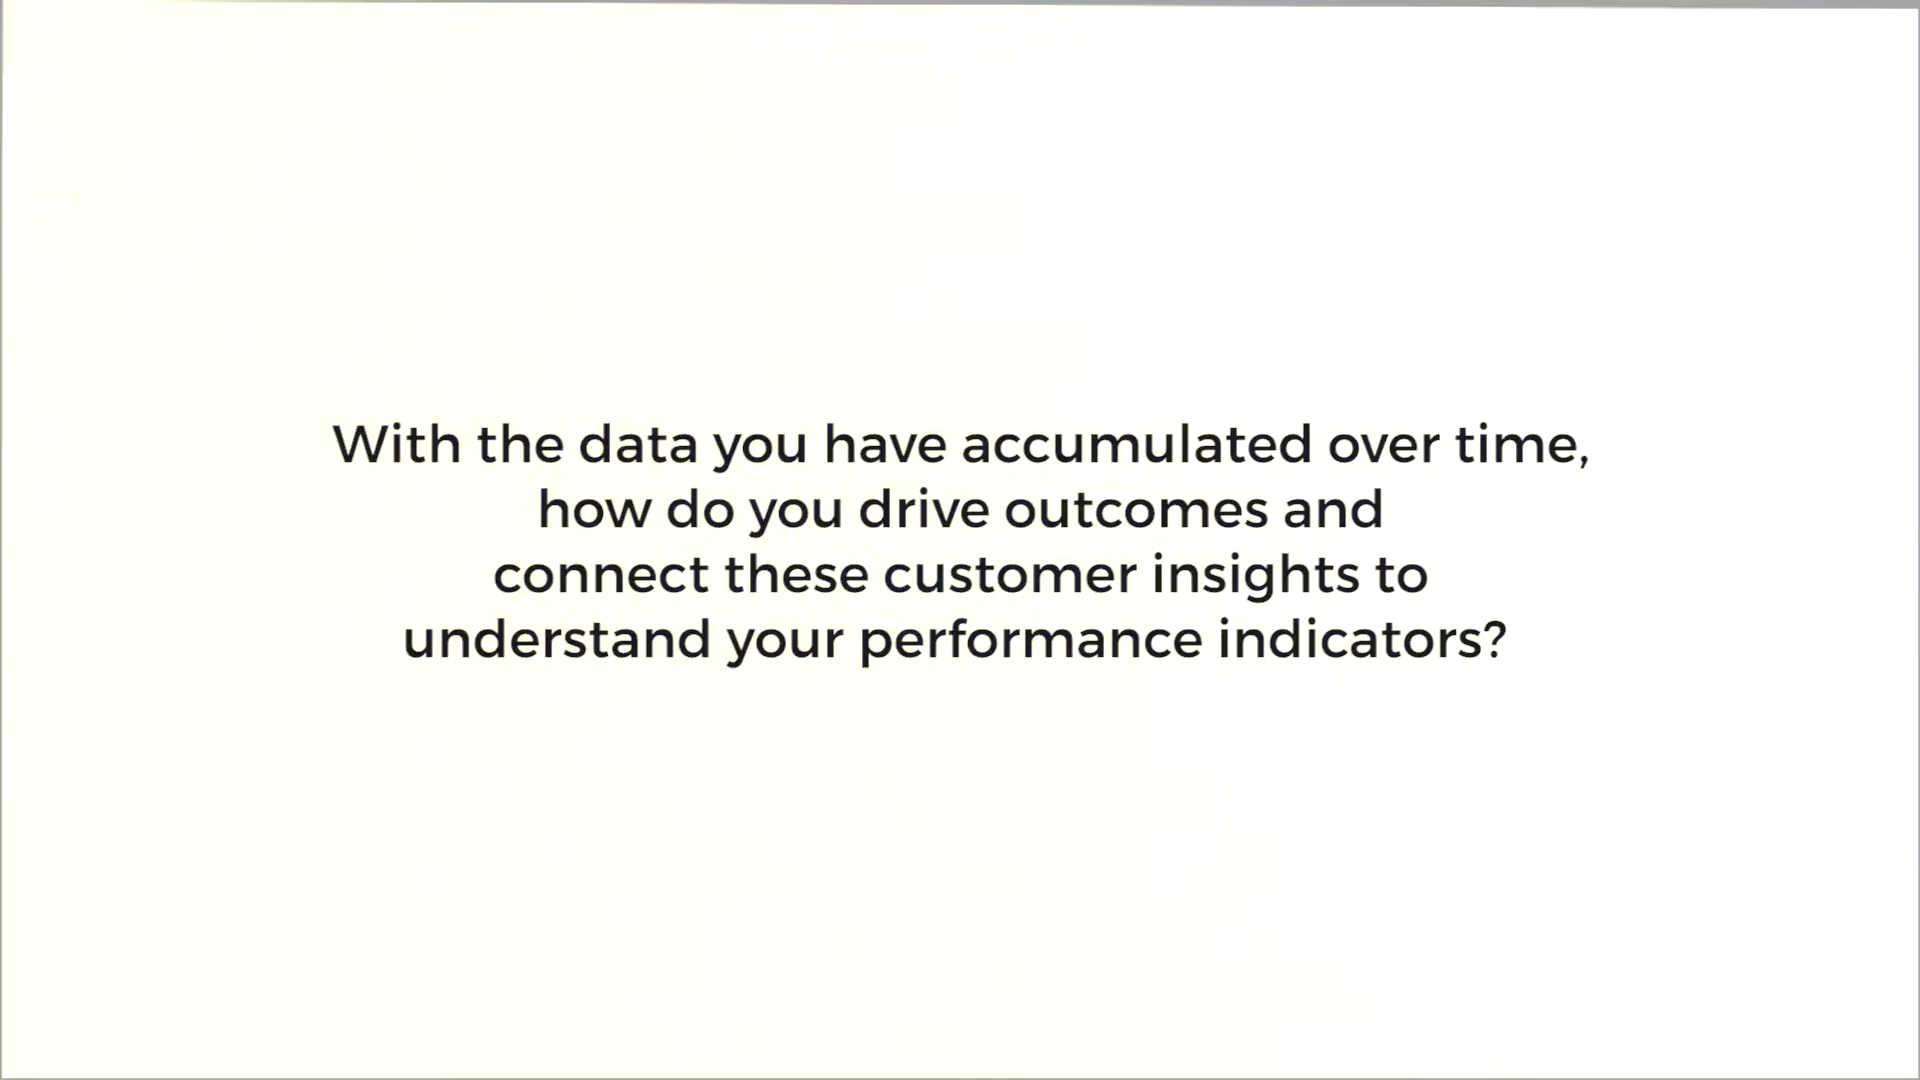 With the data you have accumulated over time,
how do you drive outcomes and
connect these customer insights to
understand your performance indicators?